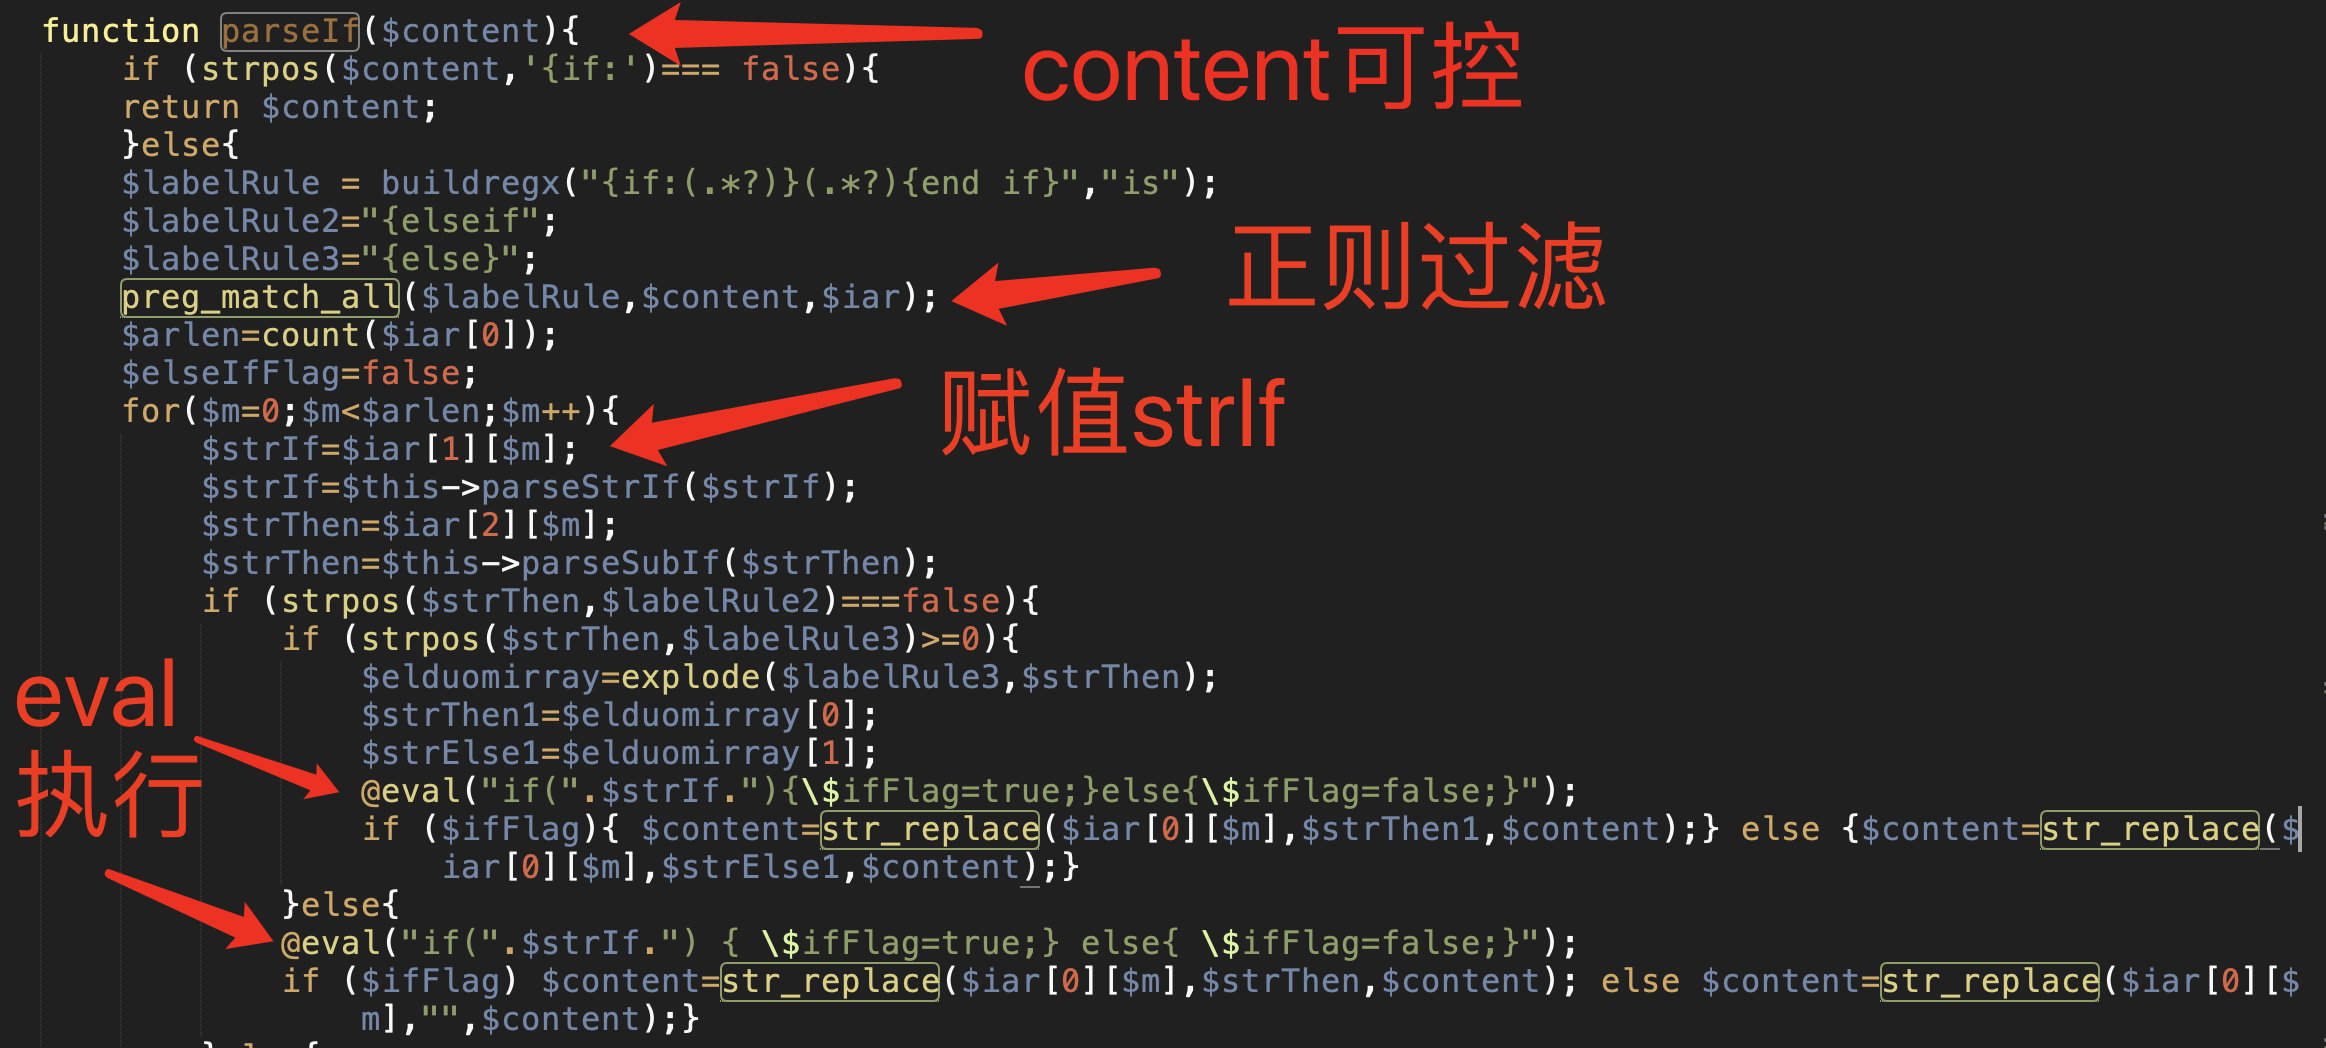 function parseIf($content){
content可控
if (strpos($content,'{if:')=== false){
return $content;
}else{
$labelRule = buildregx("{if:(.*?)}(.*?){end if}","is");
$labelRule2="{elseif";
$labelRule3="{else}";
正则过滤
preg_match_all($labelRule,$content,$iar);
$arlen=count($iar[0]);
$elseIfFlag=false;
for($m=0;$m<$arlen;$m++){
赋值strIf
$strIf=$iar[1][$m];
$strIf=$this->parseStrIf($strIf);
$strThen=$iar[2][$m];
$strThen=$this->parseSubIf($strThen);
if (strpos($strThen,$labelRule2)===false){
if (strpos($strThen,$labelRule3)>=0){
$elduomirray=explode($labelRule3,$strThen);
$strThen1=$elduomirray[0];
$strElse1=$elduomirray[1];
eval
执行
@eval("if(".$strIf."){\$ifFlag=true;}else{\$ifFlag=false;}");
if ($ifFlag){ $content=str_replace($iar[0][$m],$strThen1,$content);} else {$content=str_replace($
iar[0][$m],$strElse1,$content);}
}else{
@eval("if(".$strIf.") { \$ifFlag=true;} else{ \$ifFlag=false;}");
if ($ifFlag) $content=str_replace($iar[0][$m],$strThen,$content); else $content=str_replace($iar[0][$
m],"",$content);}